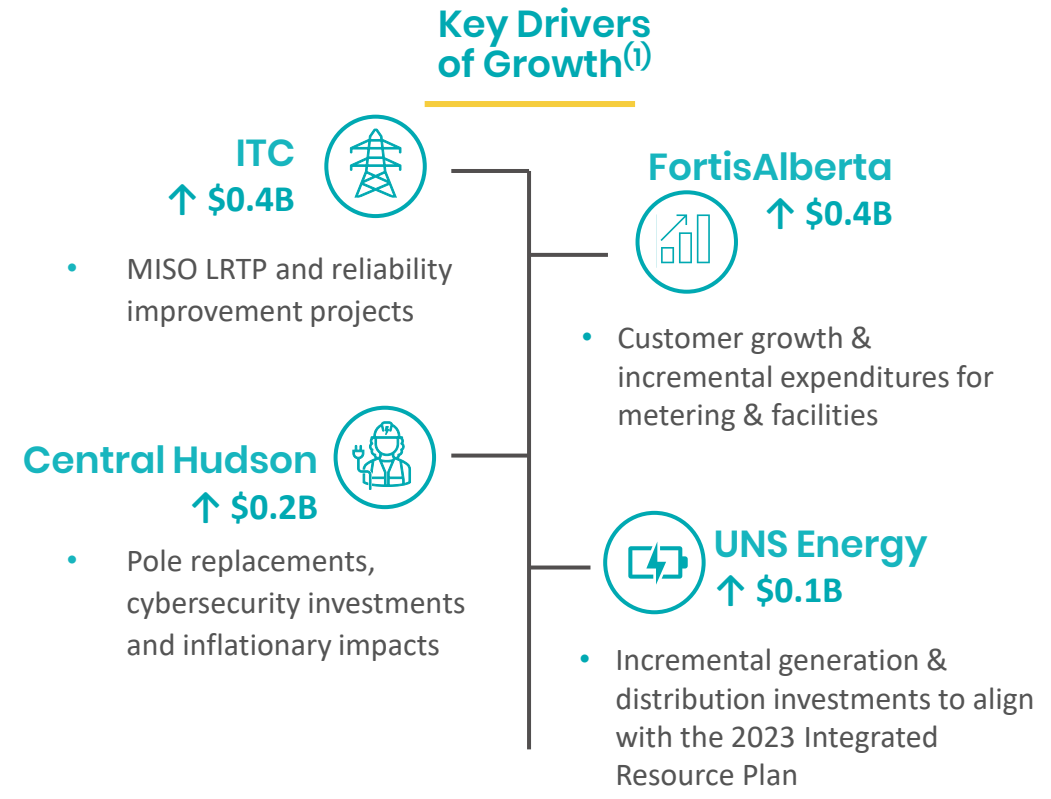 Key Drivers
of Growth(1)
ITC
↑ $0.4B
• MISO LRTP and reliability
improvement projects
FortisAlberta
↑ $0.4B
• Customer growth &
incremental expenditures for
metering & facilities
Central Hudson
↑ $0.2B
• Pole replacements,
cybersecurity investments
and inflationary impacts
UNS Energy
↑ $0.1B
• Incremental generation &
distribution investments to align
with the 2023 Integrated
Resource Plan